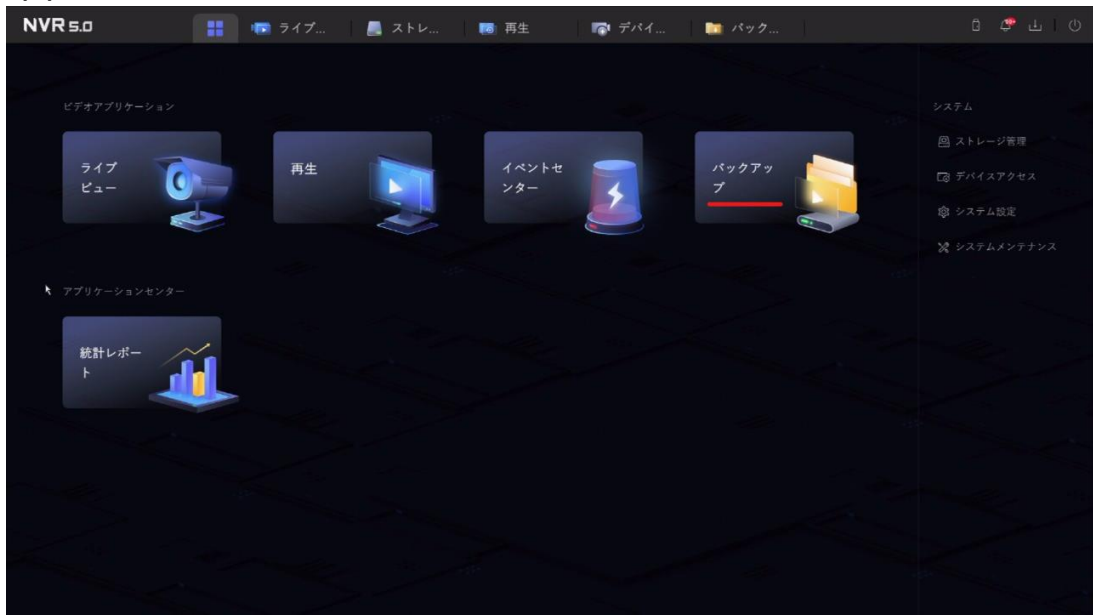 NVR 5.0
ライブ...
ストレ...
再生
デバイ...
バック...
99+
ビデオアプリケーション
システム
ライブ
ビュー
再生
イベントセ
ンター
バックアッ
プ
ストレージ管理
デバイスアクセス
システム設定
システムメンテナンス
アプリケーションセンター
統計レポー
ト